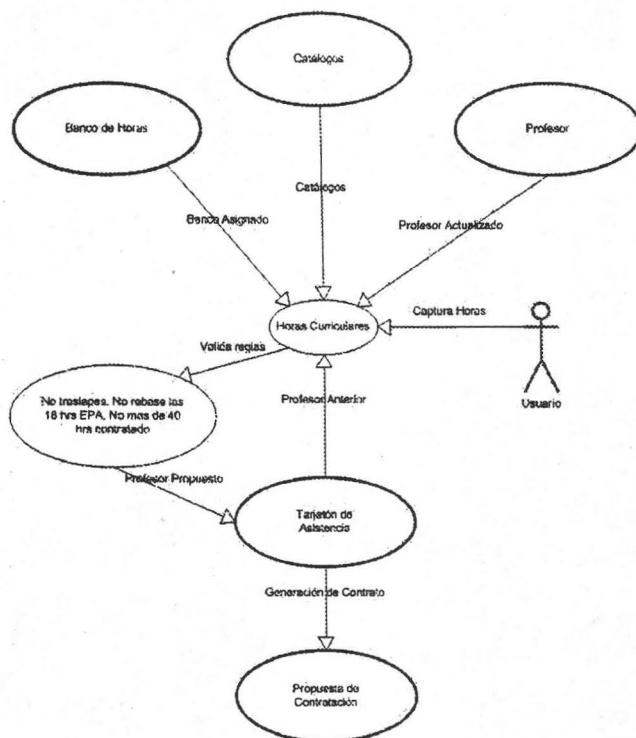 Catálogos
Banco de Horas
Profesor
Catálogos
Banco Asignado
Profesor Actualizado
Horas Curriculares
Captura Horas
Valida reglas
No traslapes. No rebase las
18 hrs EPA, No mas de 40
hrs contratado
Profesor Anterior
Usuario
Profesor Propuesto
Tarjetón de
Asistencia
Generación de Contrato
Propuesta de
Contratación